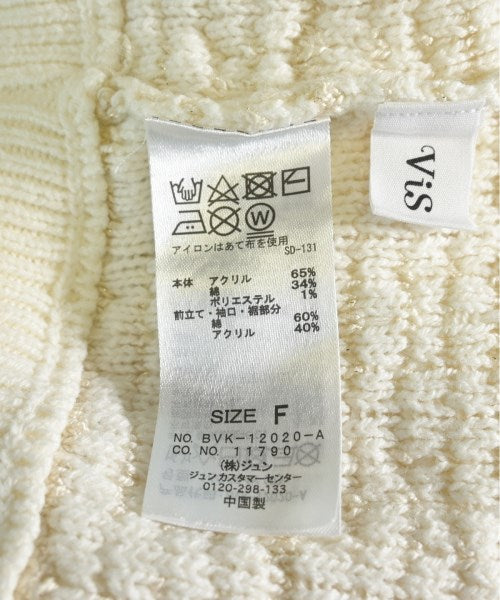 ViS
アイロンはあて布を使用
SD-131
本体 アクリル 65%
綿 34%
ポリエステル 1%
前立て・袖口・裾部分
綿 60%
アクリル 40%
SIZE F
NO. BVK-12020-A
CO. NO. 11790
(株)ジュン
ジュン カスタマーセンター
0120-298-133
中国製